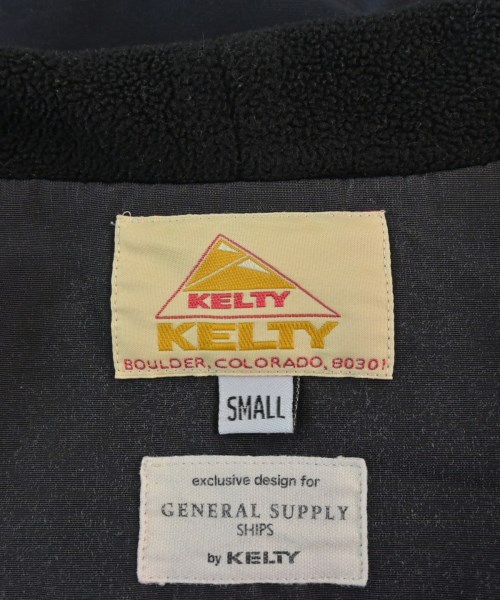 KELTY
KELTY
BOULDER, COLORADO, 80301
SMALL
exclusive design for
GENERAL SUPPLY
SHIPS
by KELTY